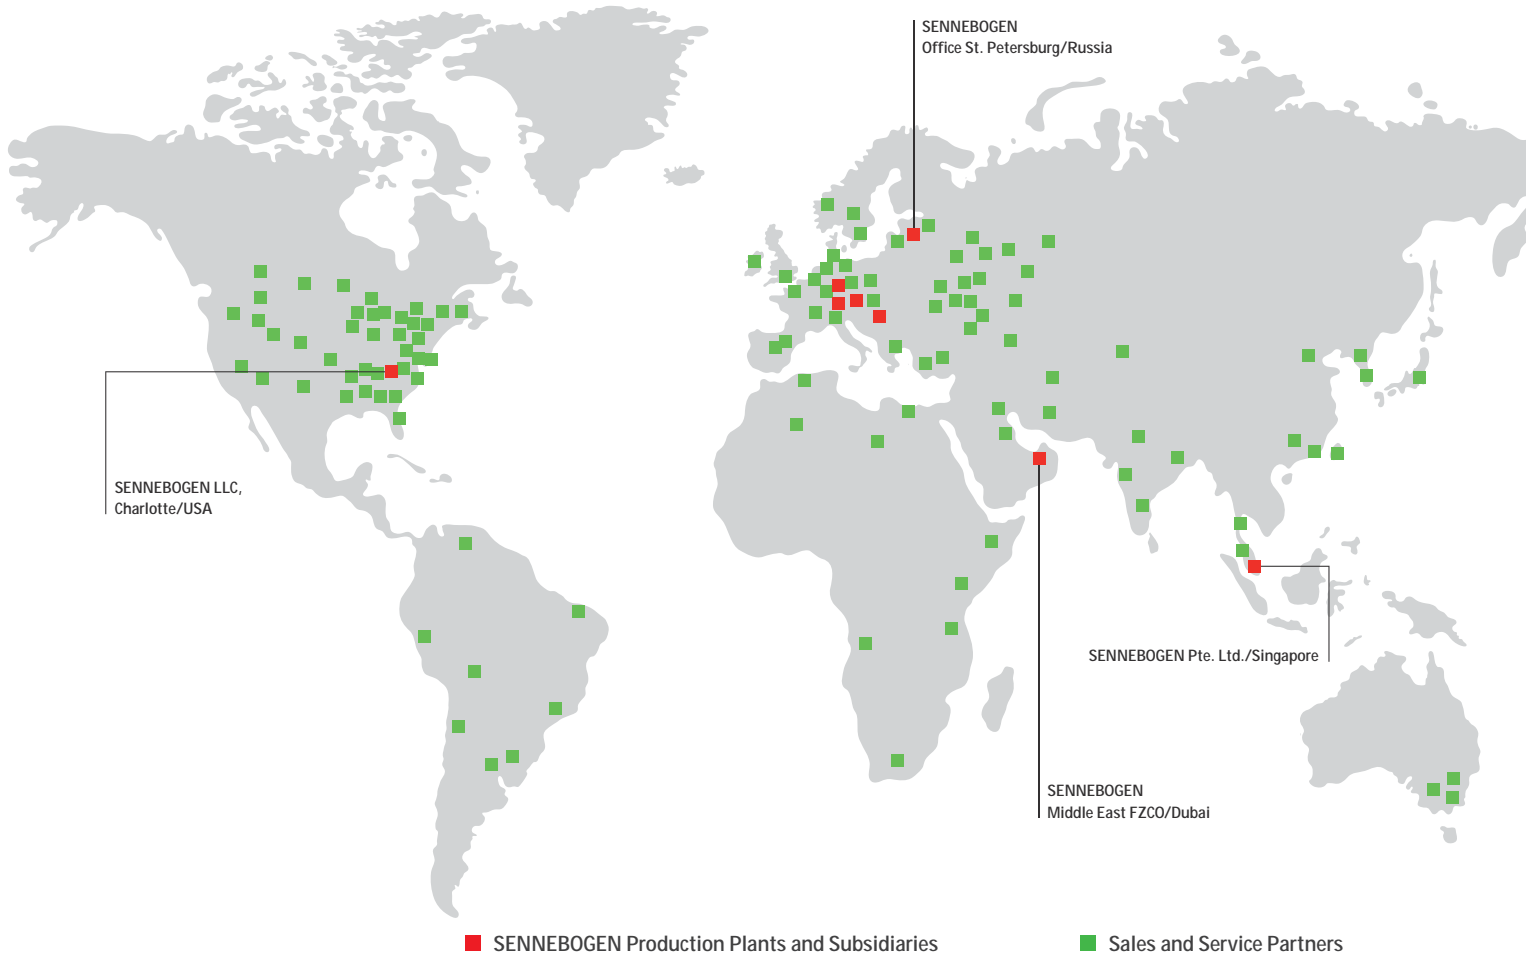 SENNEBOGEN
Office St. Petersburg/Russia
SENNEBOGEN LLC,
Charlotte/USA
SENNEBOGEN Pte. Ltd./Singapore
SENNEBOGEN
Middle East FZCO/Dubai
SENNEBOGEN Production Plants and Subsidiaries
Sales and Service Partners